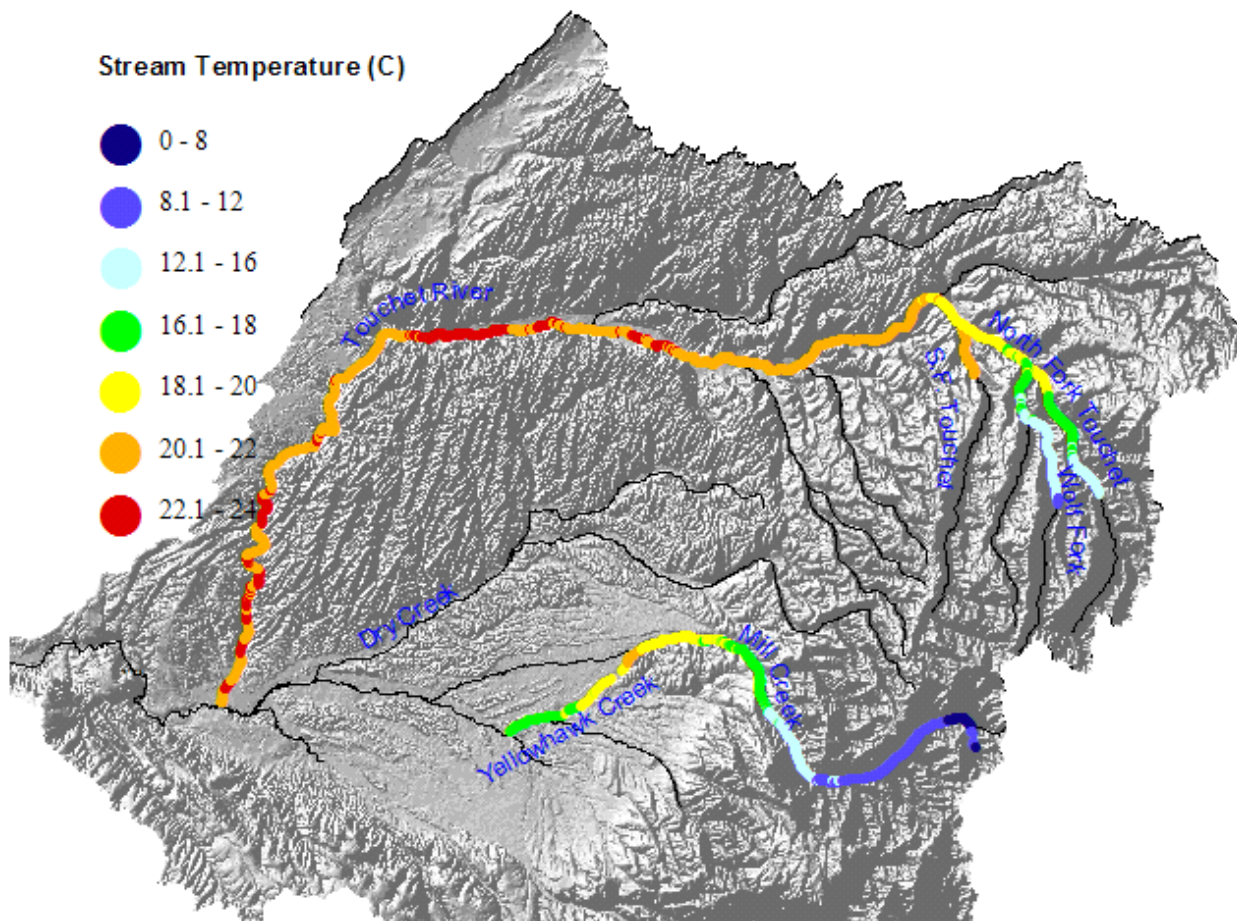 Stream Temperature (C)
0 - 8
8.1 - 12
12.1 - 16
16.1 - 18
18.1 - 20
20.1 - 22
22.1 - 24
Touchet River
North Fork Touchet
S.F. Touchet
Wolf Fork
Dry Creek
Mill Creek
Yellowhawk Creek